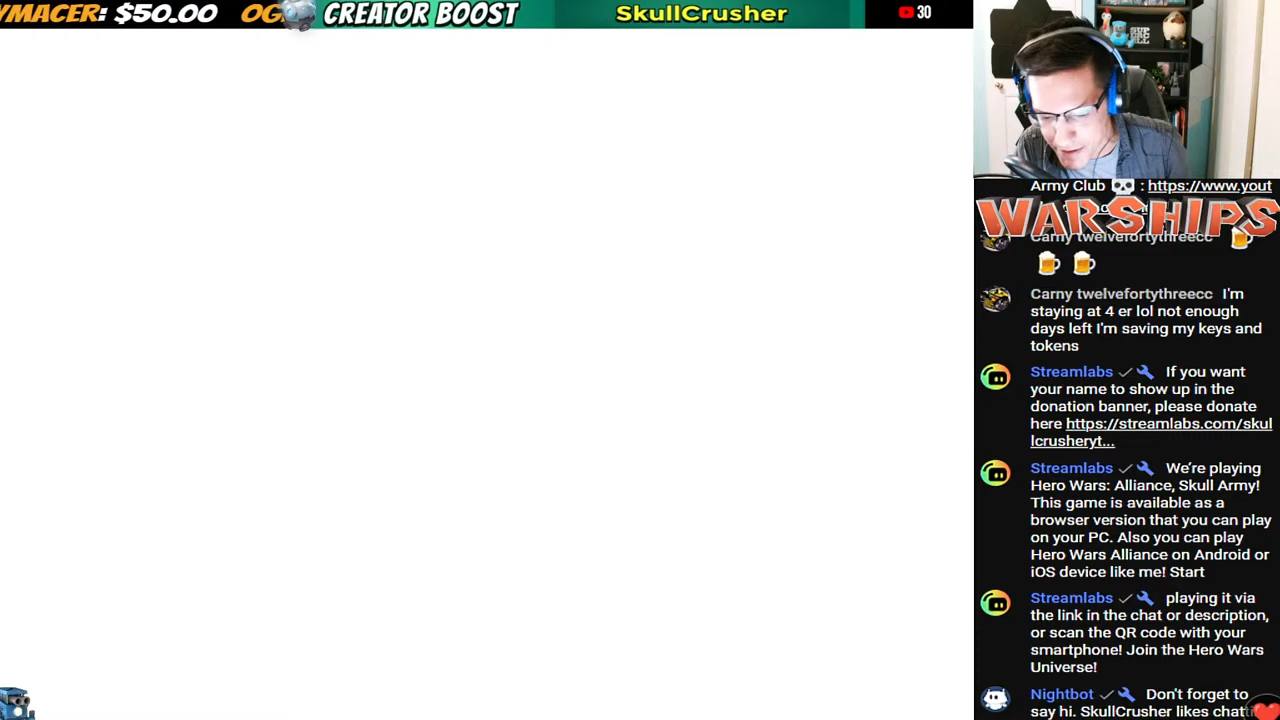 YMACER: $50.00 OG
CREATOR BOOST
SkullCrusher
30
Army Club : https://www.yout
WARSHIPS
Carny twelvefortythreecc
Carny twelvefortythreecc I'm
staying at 4 er lol not enough
days left I'm saving my keys and
tokens
Streamlabs If you want
your name to show up in the
donation banner, please donate
here https://streamlabs.com/skul
lcrusheryt...
Streamlabs We're playing
Hero Wars: Alliance, Skull Army!
This game is available as a
browser version that you can play
on your PC. Also you can play
Hero Wars Alliance on Android or
iOS device like me! Start
Streamlabs playing it via
the link in the chat or description,
or scan the QR code with your
smartphone! Join the Hero Wars
Universe!
Nightbot Don't forget to
say hi. SkullCrusher likes chatti